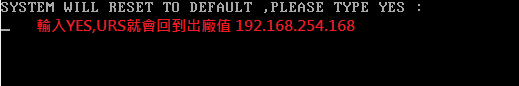 SYSTEM WILL RESET TO DEFAULT ,PLEASE TYPE YES :
輸入YES,URS就會回到出廠值 192.168.254.168